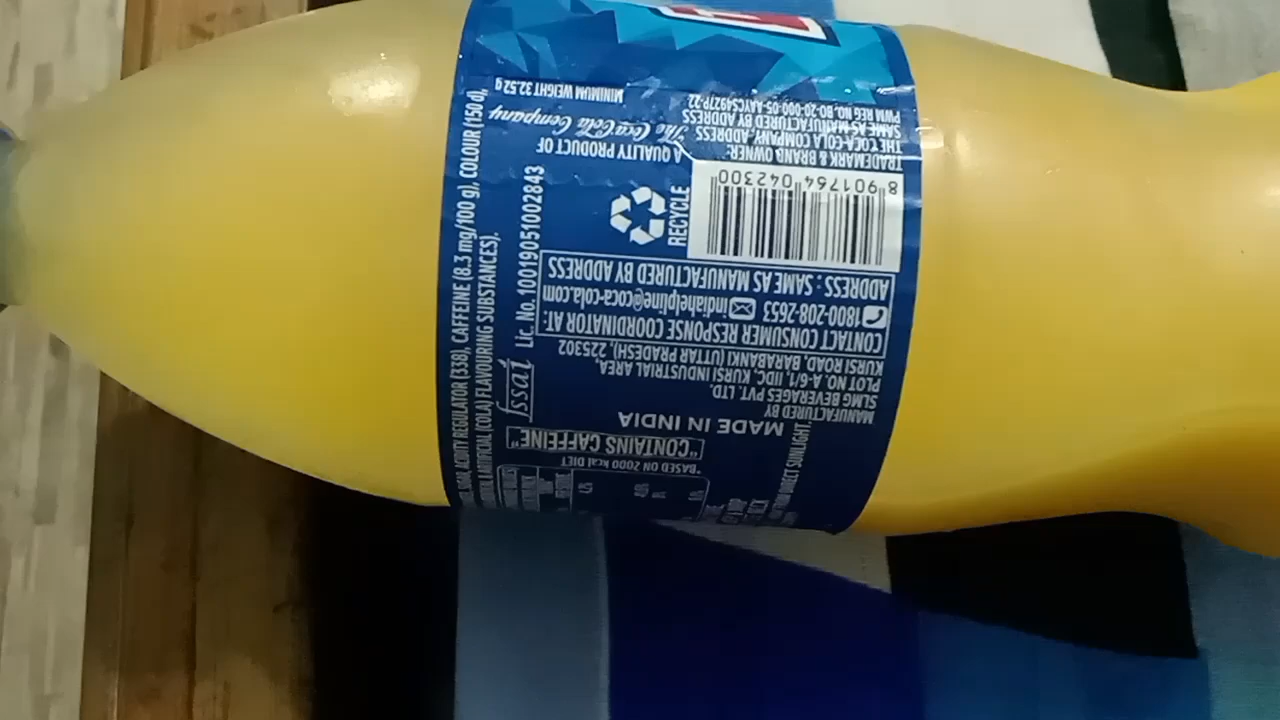 SUGAR, ACIDITY REGULATOR (338), CAFFEINE (8.3 mg/100 g), COLOUR (150d),
ARTIFICIAL (COLA) FLAVOURING SUBSTANCES).
*BASED ON 2000 kcal DIET
"CONTAINS CAFFEINE"
DIRECT SUNLIGHT.
MADE IN INDIA
MANUFACTURED BY
SLMG BEVERAGES PVT. LTD.
PLOT NO. A-6/1, IIDC, KURSI INDUSTRIAL AREA,
KURSI ROAD, BARABANKI (UTTAR PRADESH), 225302
CONTACT CONSUMER RESPONSE COORDINATOR AT:
1800-208-2653 indiahelpline@coca-cola.com
ADDRESS : SAME AS MANUFACTURED BY ADDRESS
fssai Lic. No. 10019051002843
RECYCLE
8 901764 042300
A QUALITY PRODUCT OF
The Coca-Cola Company
MINIMUM WEIGHT 32.52 g
TRADEMARK & BRAND OWNER:
THE COCA-COLA COMPANY, ADDRESS
SAME AS MANUFACTURED BY ADDRESS
PWM REG NO. BO-20-000-05-AAYCS4927P-22